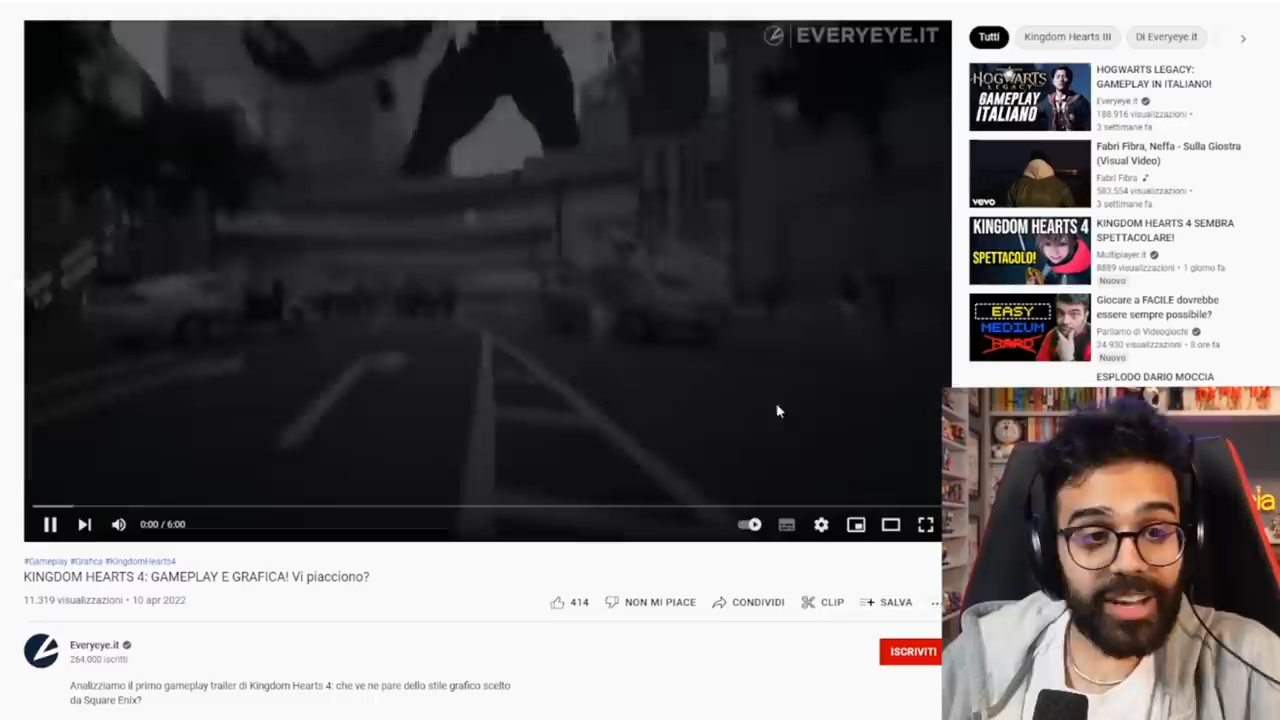 EVERYEYE.IT
0:00 / 6:00
#Gameplay #Grafica #KingdomHearts4
KINGDOM HEARTS 4: GAMEPLAY E GRAFICA! Vi piacciono?
11.319 visualizzazioni • 10 apr 2022
414
NON MI PIACE
CONDIVIDI
CLIP
SALVA
Everyeye.it
264.000 iscritti
ISCRIVITI
Analizziamo il primo gameplay trailer di Kingdom Hearts 4: che ve ne pare dello stile grafico scelto
da Square Enix?
Tutti
Kingdom Hearts III
Di Everyeye.it
HOGWARTS
LEGACY
GAMEPLAY
ITALIANO
HOGWARTS LEGACY:
GAMEPLAY IN ITALIANO!
Everyeye.it
188.916 visualizzazioni •
3 settimane fa
vevo
Fabri Fibra, Neffa - Sulla Giostra
(Visual Video)
Fabri Fibra
583.554 visualizzazioni •
3 settimane fa
KINGDOM HEARTS 4
SPETTACOLO!
KINGDOM HEARTS 4 SEMBRA
SPETTACOLARE!
Multiplayer.it
8889 visualizzazioni • 1 giorno fa
Nuovo
EASY
MEDIUM
HARD
Giocare a FACILE dovrebbe
essere sempre possibile?
Parliamo di Videogiochi
24.930 visualizzazioni • 8 ore fa
Nuovo
ESPLODO DARIO MOCCIA
ia